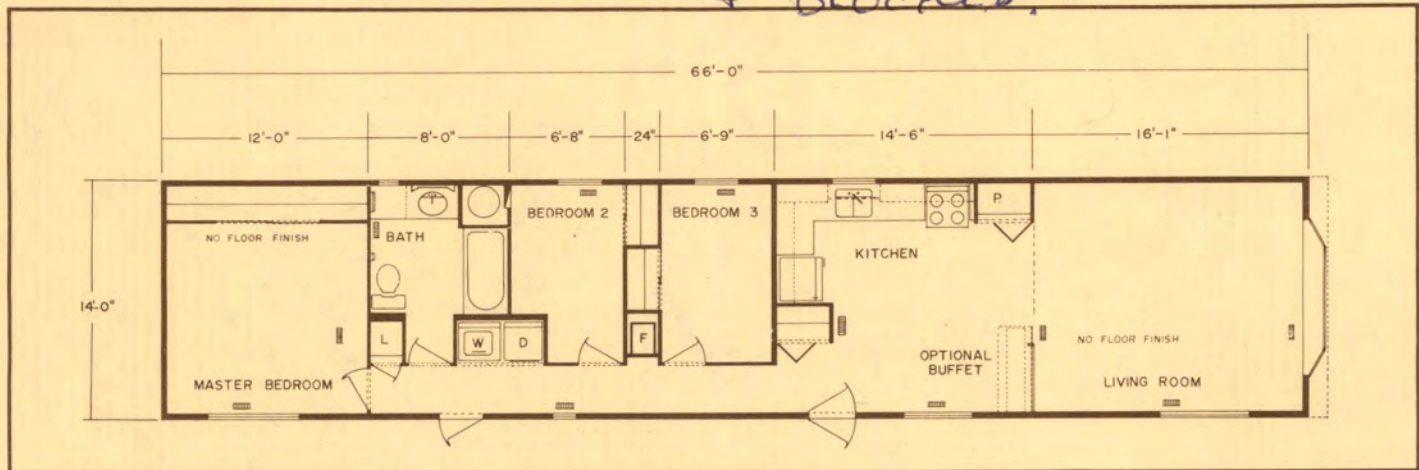 66'-0"
12'-0" 8'-0" 6'-8" 24" 6'-9" 14'-6" 16'-1"
BEDROOM 2 BEDROOM 3 P.
NO FLOOR FINISH BATH
KITCHEN
14'-0"
L W D F
NO FLOOR FINISH
OPTIONAL
BUFFET
MASTER BEDROOM LIVING ROOM